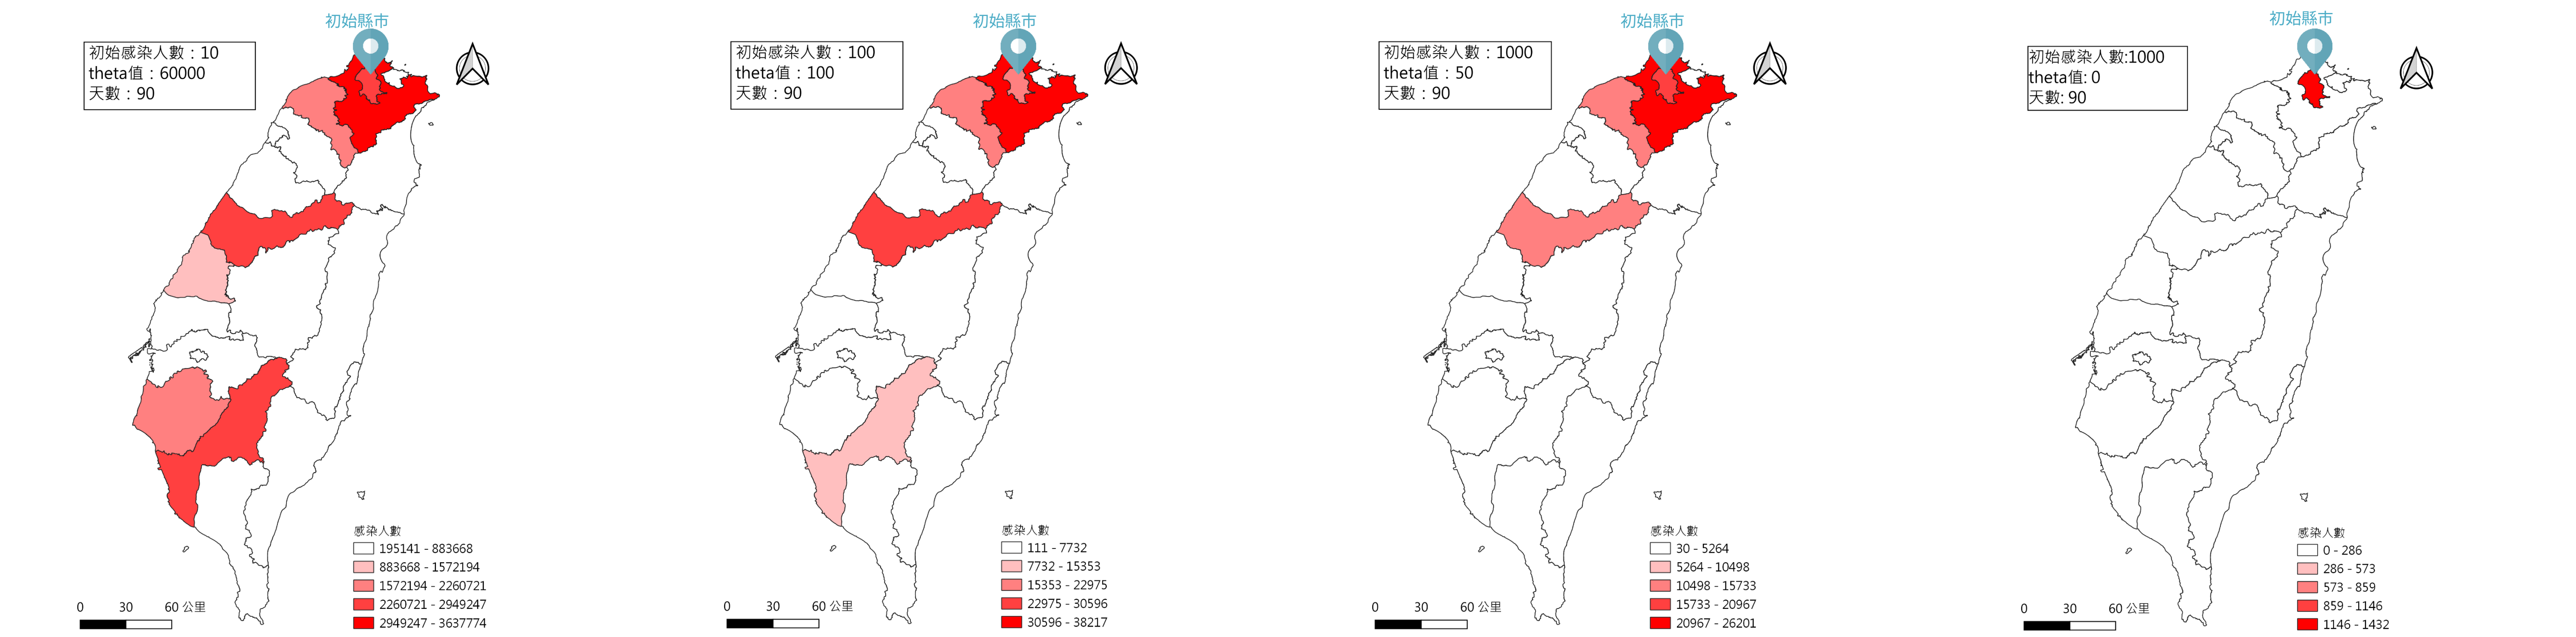 初始縣市
初始感染人數：10
theta值：60000
天數：90
感染人數
195141 - 883668
883668 - 1572194
1572194 - 2260721
2260721 - 2949247
2949247 - 3637774
0 30 60 公里
初始縣市
初始感染人數：100
theta值：100
天數：90
感染人數
111 - 7732
7732 - 15353
15353 - 22975
22975 - 30596
30596 - 38217
0 30 60 公里
初始縣市
初始感染人數：1000
theta值：50
天數：90
感染人數
30 - 5264
5264 - 10498
10498 - 15733
15733 - 20967
20967 - 26201
0 30 60 公里
初始縣市
初始感染人數:1000
theta值: 0
天數: 90
感染人數
0 - 286
286 - 573
573 - 859
859 - 1146
1146 - 1432
0 30 60 公里